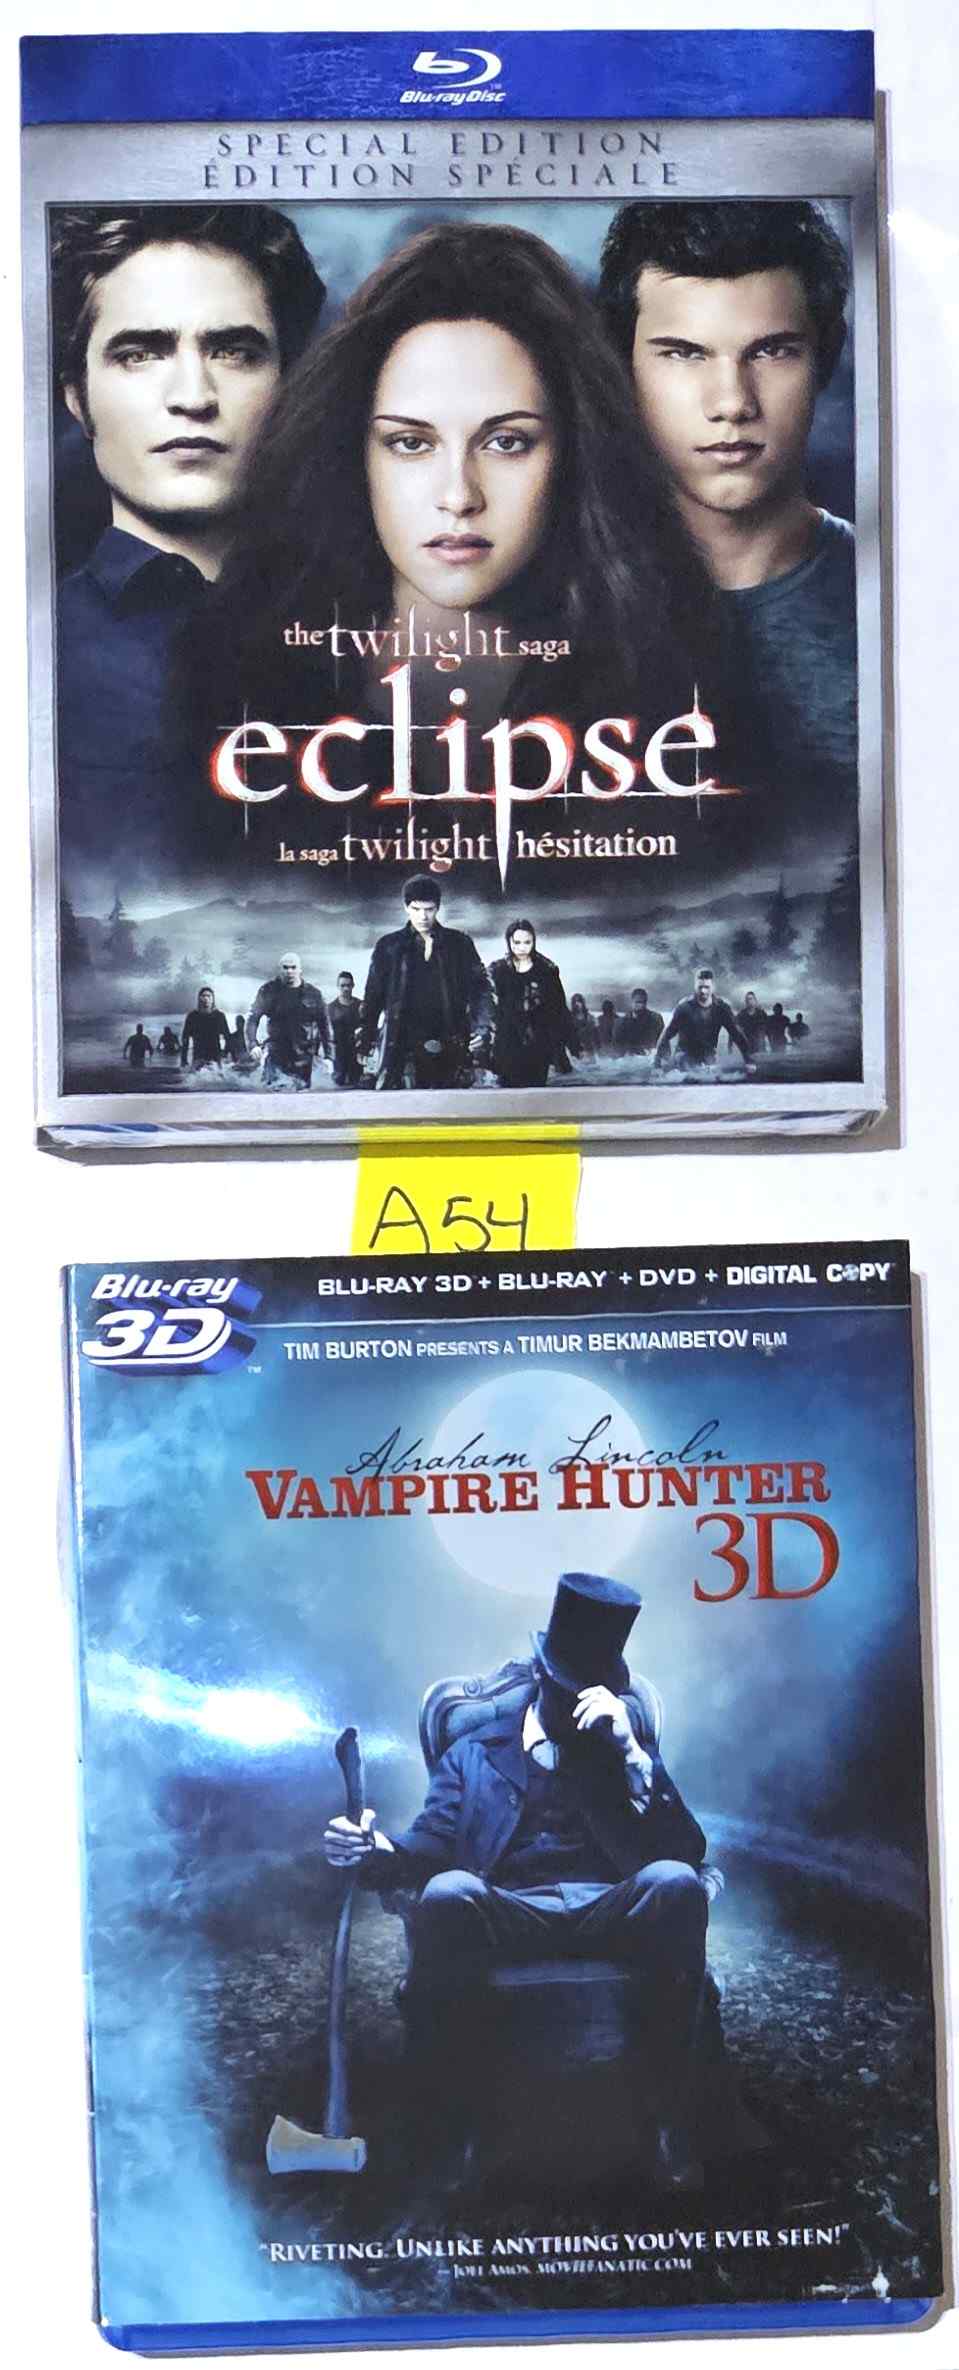 Blu-ray Disc
SPECIAL EDITION
ÉDITION SPÉCIALE
the twilight saga
eclipse
la saga twilight hésitation
A54
Blu-ray
3D
BLU-RAY 3D + BLU-RAY + DVD + DIGITAL COPY
TIM BURTON PRESENTS A TIMUR BEKMAMBETOV FILM
Abraham Lincoln
VAMPIRE HUNTER
3D
"RIVETING. UNLIKE ANYTHING YOU'VE EVER SEEN!"
– JOEL AMOS, MOVIEFANATIC.COM